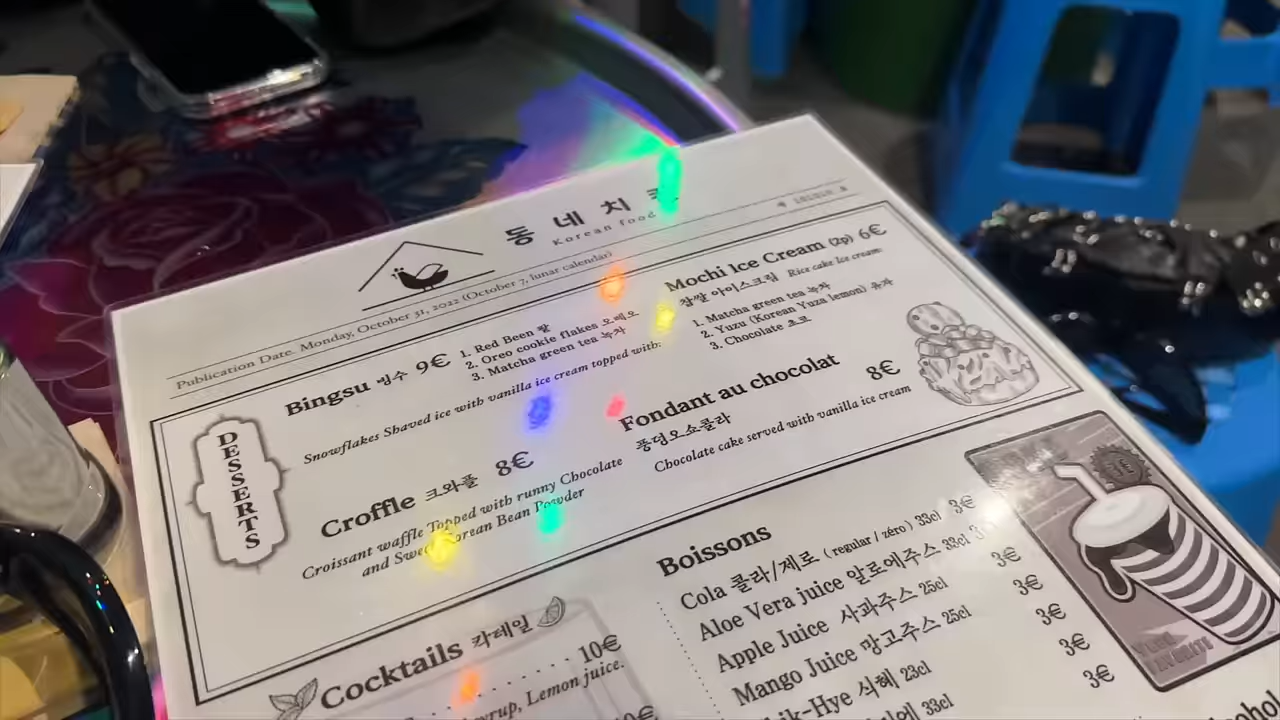 동네치
Korean Food
Publication Date. Monday, October 31, 2022 (October 7, lunar calendar)
DESSERTS
Bingsu 빙수 9€
1. Red Been 팥
2. Oreo cookie flakes 오레오
3. Matcha green tea 녹차
Snowflakes Shaved ice with vanilla ice cream topped with:
Croffle 크와플 8€
Croissant waffle Topped with runny Chocolate
and Sweet Korean Bean Powder
Mochi Ice Cream (2p) 6€
찹쌀 아이스크림 Rice cake Ice cream
1. Matcha green tea 녹차
2. Yuzu (Korean Yuza lemon) 유자
3. Chocolate 초코
Fondant au chocolat
퐁덩오쇼콜라 8€
Chocolate cake served with vanilla ice cream
Cocktails 칵테일
10€
syrup, Lemon juice.
Boissons
Cola 콜라/제로 (regular / zéro) 33cl 3€
Aloe Vera juice 알로에주스 33cl 3€
Apple Juice 사과주스 25cl 3€
Mango Juice 망고주스 25cl 3€
ik-Hye 식혜 23cl 3€
33cl 3€
3€